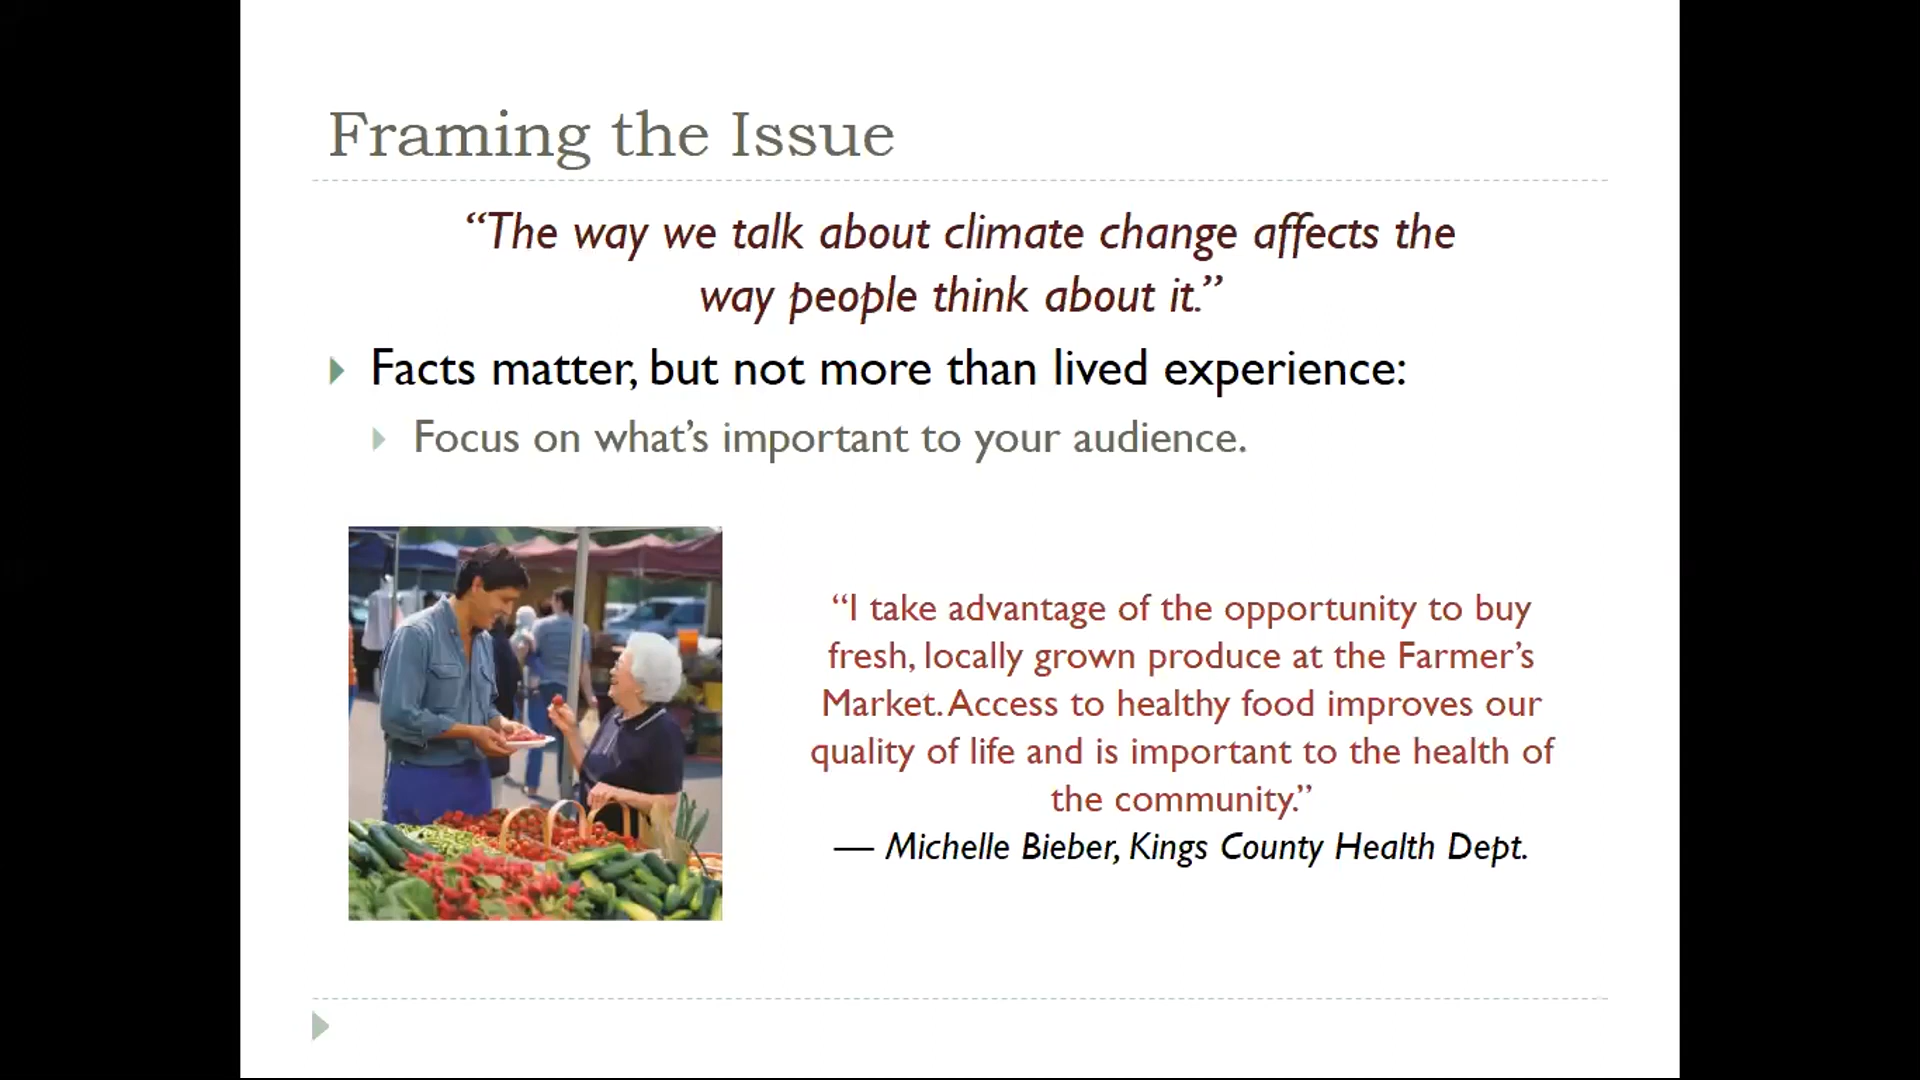 Framing the Issue
“The way we talk about climate change affects the
way people think about it.”
Facts matter, but not more than lived experience:
Focus on what’s important to your audience.
“I take advantage of the opportunity to buy
fresh, locally grown produce at the Farmer’s
Market. Access to healthy food improves our
quality of life and is important to the health of
the community.”
— Michelle Bieber, Kings County Health Dept.